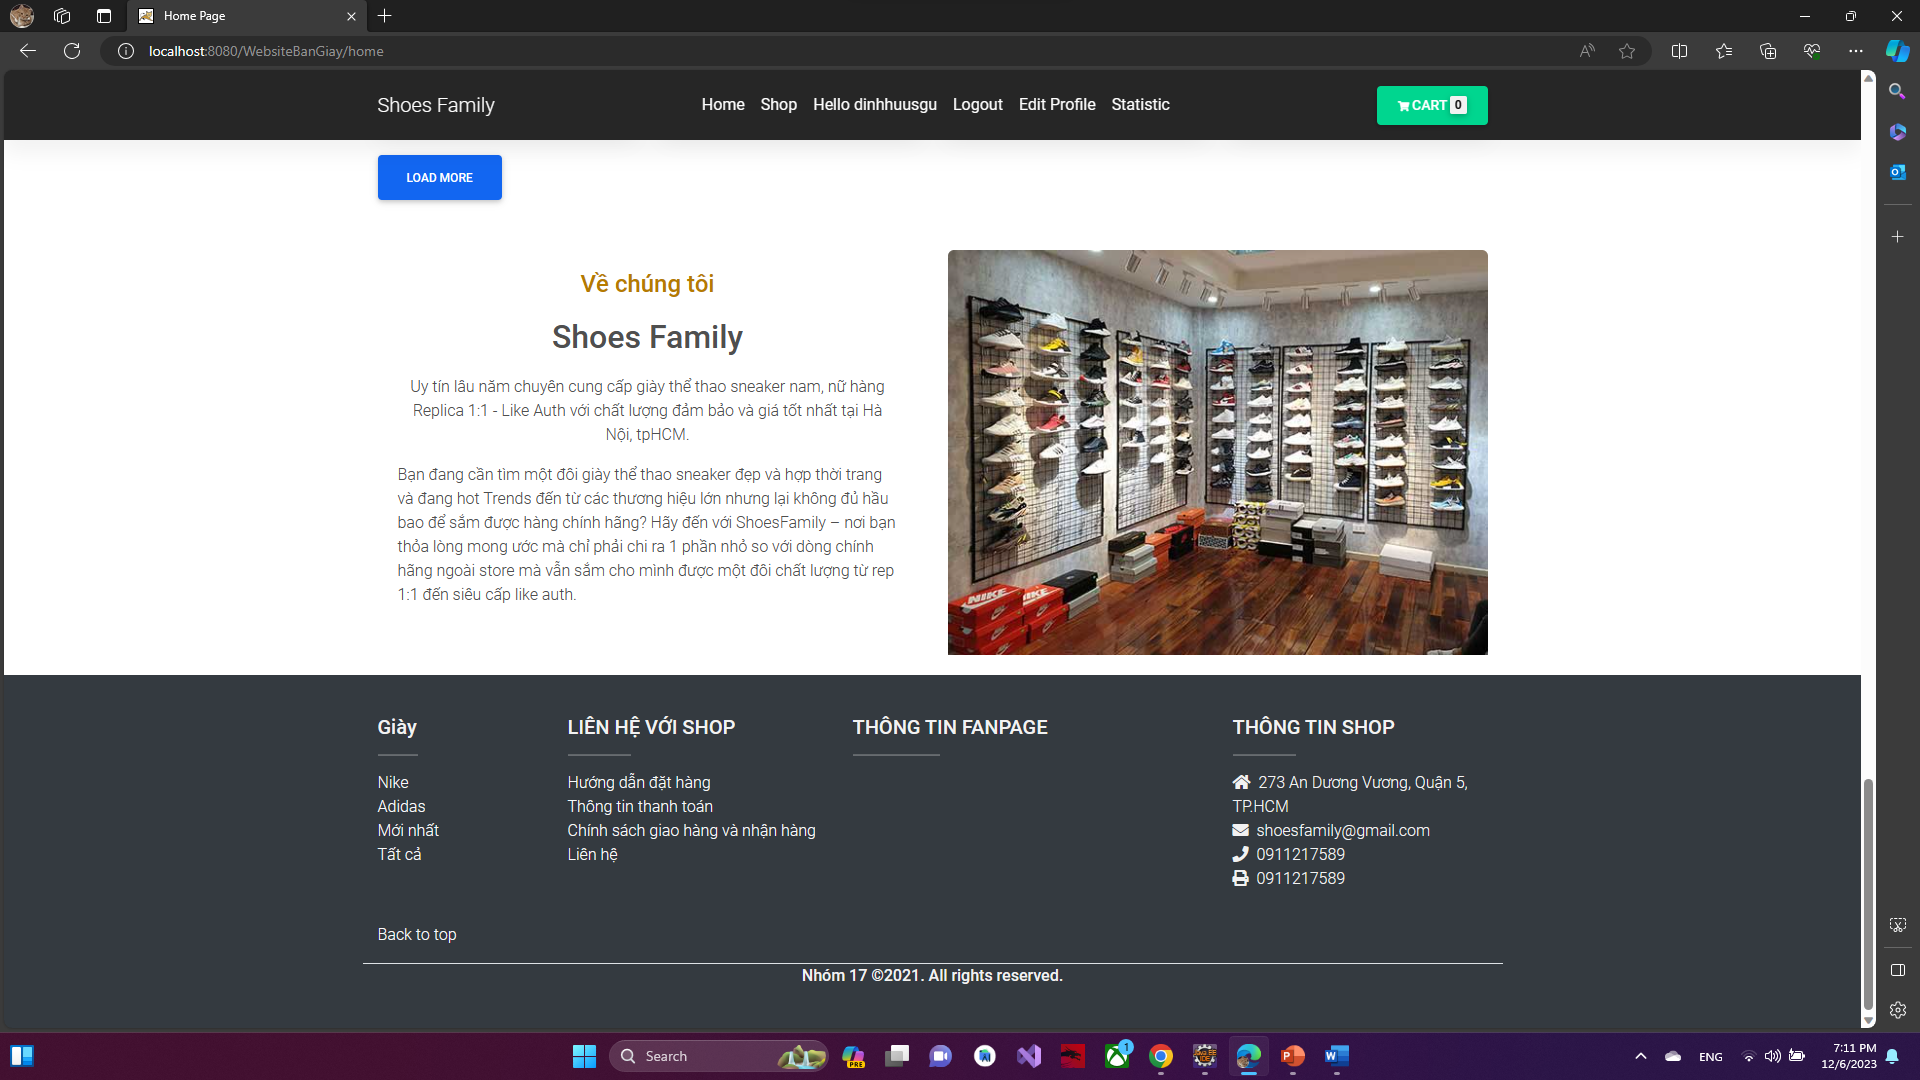 Home Page
localhost:8080/WebsiteBanGiay/home
Shoes Family
Home Shop Hello dinhhuusgu Logout Edit Profile Statistic
CART 0
LOAD MORE
Về chúng tôi
Shoes Family
Uy tín lâu năm chuyên cung cấp giày thể thao sneaker nam, nữ hàng
Replica 1:1 - Like Auth với chất lượng đảm bảo và giá tốt nhất tại Hà
Nội, tpHCM.
Bạn đang cần tìm một đôi giày thể thao sneaker đẹp và hợp thời trang
và đang hot Trends đến từ các thương hiệu lớn nhưng lại không đủ hầu
bao để sắm được hàng chính hãng? Hãy đến với ShoesFamily – nơi bạn
thỏa lòng mong ước mà chỉ phải chi ra 1 phần nhỏ so với dòng chính
hãng ngoài store mà vẫn sắm cho mình được một đôi chất lượng từ rep
1:1 đến siêu cấp like auth.
NIKE
NIKE
Giày
Nike
Adidas
Mới nhất
Tất cả
LIÊN HỆ VỚI SHOP
Hướng dẫn đặt hàng
Thông tin thanh toán
Chính sách giao hàng và nhận hàng
Liên hệ
THÔNG TIN FANPAGE
THÔNG TIN SHOP
273 An Dương Vương, Quận 5,
TP.HCM
shoesfamily@gmail.com
0911217589
0911217589
Back to top
Nhóm 17 ©2021. All rights reserved.
Search
PRE
1
ENG
7:11 PM
12/6/2023